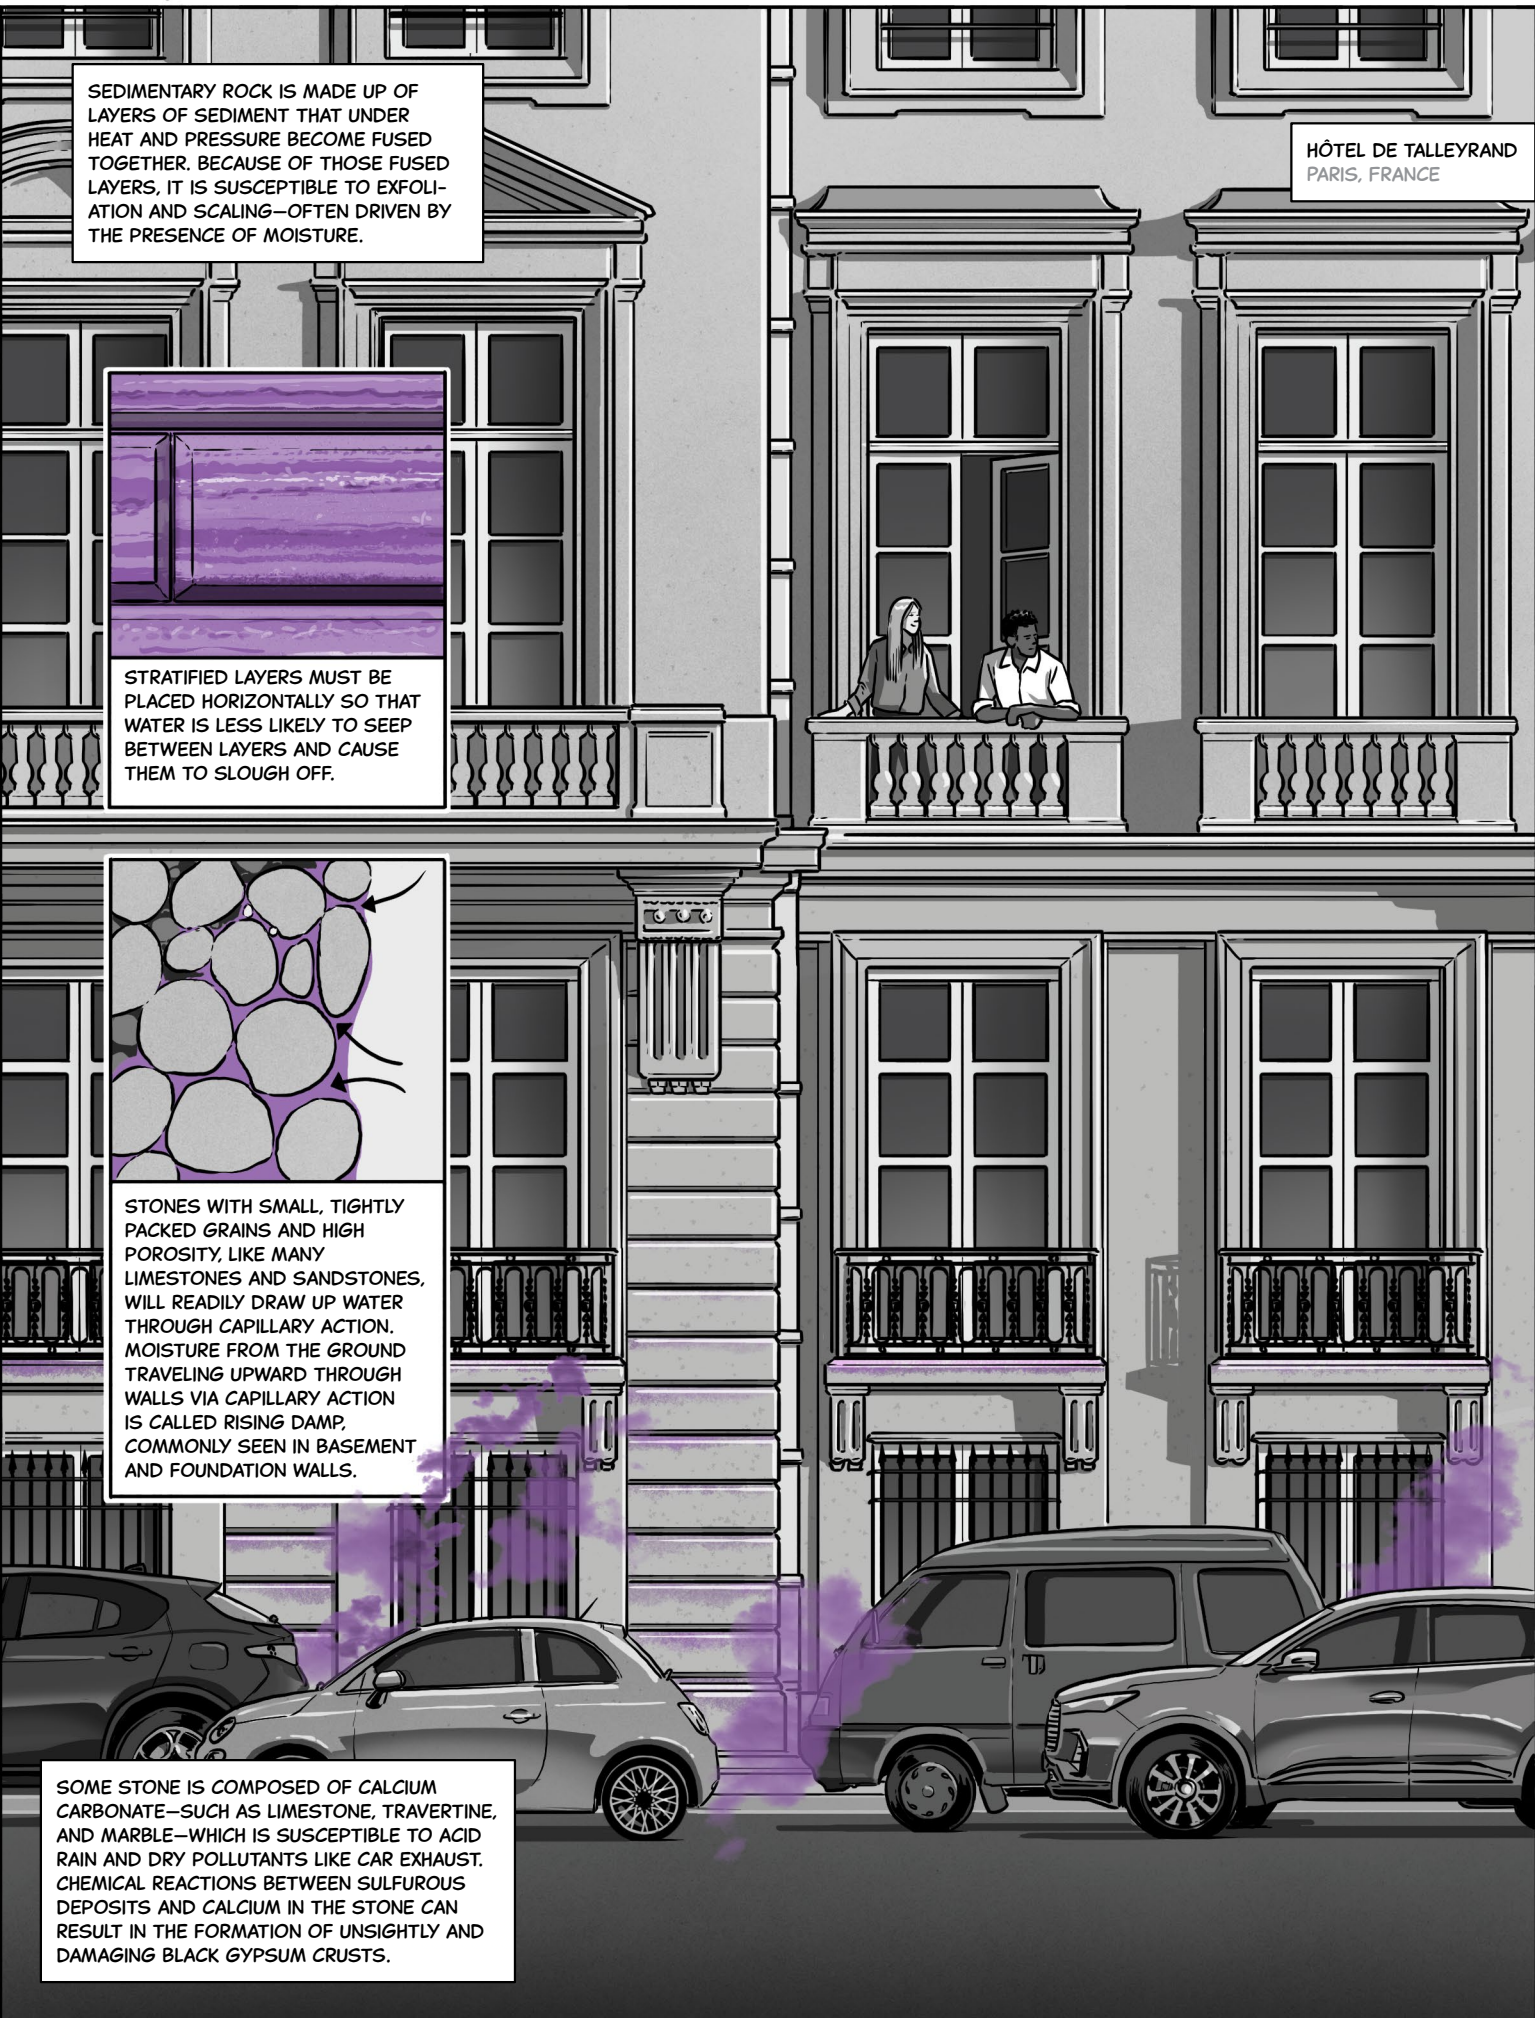 SEDIMENTARY ROCK IS MADE UP OF
LAYERS OF SEDIMENT THAT UNDER
HEAT AND PRESSURE BECOME FUSED
TOGETHER. BECAUSE OF THOSE FUSED
LAYERS, IT IS SUSCEPTIBLE TO EXFOLI-
ATION AND SCALING—OFTEN DRIVEN BY
THE PRESENCE OF MOISTURE.
HÔTEL DE TALLEYRAND
PARIS, FRANCE
STRATIFIED LAYERS MUST BE
PLACED HORIZONTALLY SO THAT
WATER IS LESS LIKELY TO SEEP
BETWEEN LAYERS AND CAUSE
THEM TO SLOUGH OFF.
STONES WITH SMALL, TIGHTLY
PACKED GRAINS AND HIGH
POROSITY, LIKE MANY
LIMESTONES AND SANDSTONES,
WILL READILY DRAW UP WATER
THROUGH CAPILLARY ACTION.
MOISTURE FROM THE GROUND
TRAVELING UPWARD THROUGH
WALLS VIA CAPILLARY ACTION
IS CALLED RISING DAMP,
COMMONLY SEEN IN BASEMENT
AND FOUNDATION WALLS.
SOME STONE IS COMPOSED OF CALCIUM
CARBONATE—SUCH AS LIMESTONE, TRAVERTINE,
AND MARBLE—WHICH IS SUSCEPTIBLE TO ACID
RAIN AND DRY POLLUTANTS LIKE CAR EXHAUST.
CHEMICAL REACTIONS BETWEEN SULFUROUS
DEPOSITS AND CALCIUM IN THE STONE CAN
RESULT IN THE FORMATION OF UNSIGHTLY AND
DAMAGING BLACK GYPSUM CRUSTS.